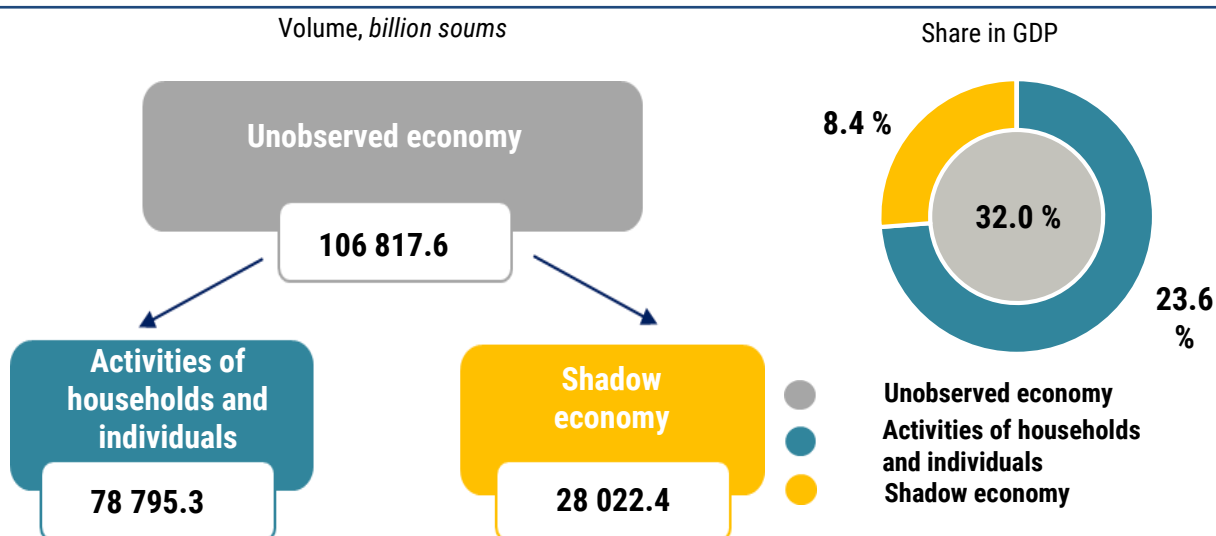 Volume, billion soums
Unobserved economy
106 817.6
Activities of
households and
individuals
78 795.3
Shadow
economy
28 022.4
Share in GDP
8.4 %
32.0 %
23.6
%
Unobserved economy
Activities of households
and individuals
Shadow economy